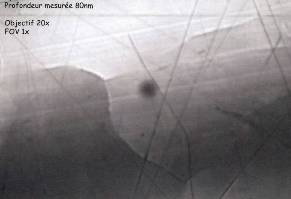 Profondeur mesurée 80nm
Objectif 20x
FOV 1x